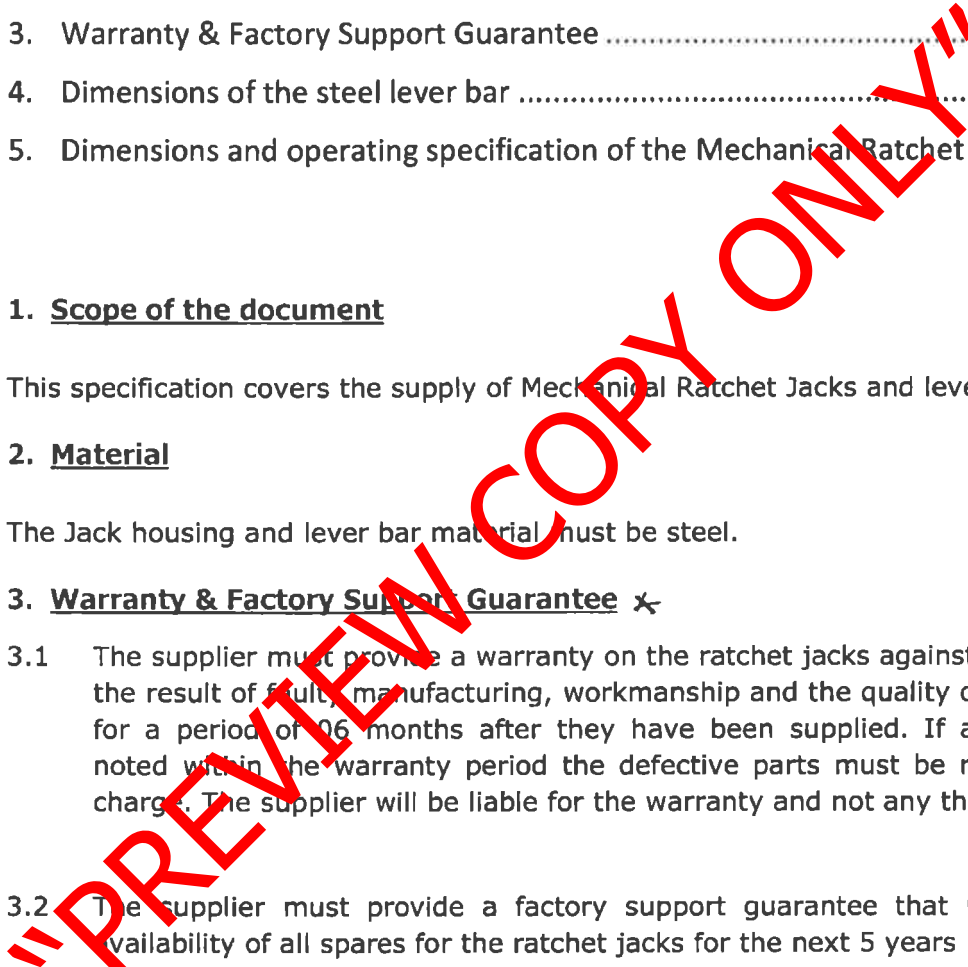 3. Warranty & Factory Support Guarantee ..........................................
4. Dimensions of the steel lever bar ....................................................
5. Dimensions and operating specification of the Mechanical Ratchet
1. Scope of the document
This specification covers the supply of Mechanical Ratchet Jacks and leve
2. Material
The Jack housing and lever bar material must be steel.
3. Warranty & Factory Support Guarantee
3.1 The supplier must provide a warranty on the ratchet jacks against
the result of faulty manufacturing, workmanship and the quality
for a period of 06 months after they have been supplied. If a
noted within the warranty period the defective parts must be
charge. The supplier will be liable for the warranty and not any th
3.2 The supplier must provide a factory support guarantee that
availability of all spares for the ratchet jacks for the next 5 years
"PREVIEW COPY ONLY"